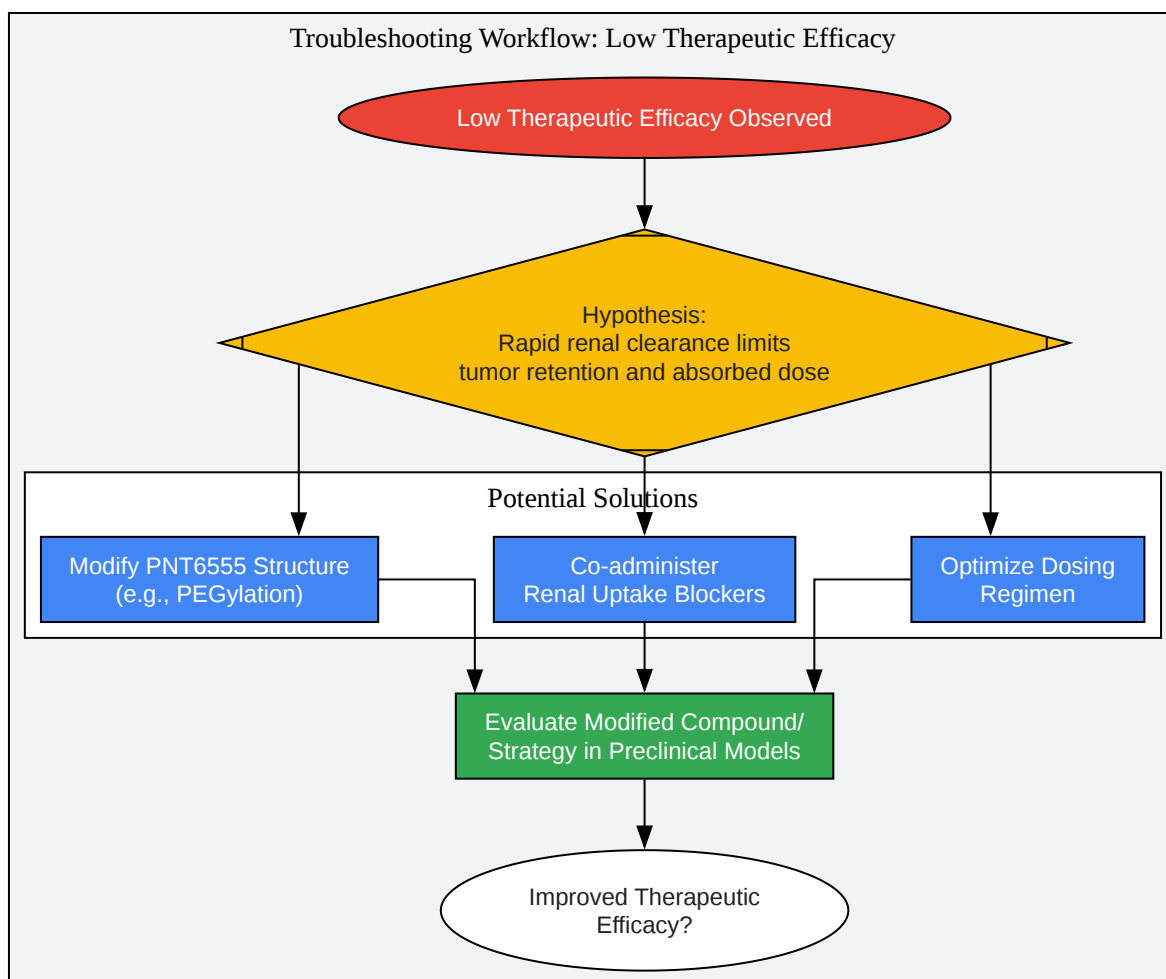 Troubleshooting Workflow: Low Therapeutic Efficacy
Low Therapeutic Efficacy Observed
Hypothesis:
Rapid renal clearance limits
tumor retention and absorbed dose
Potential Solutions
Modify PNT6555 Structure
(e.g., PEGylation)
Co-administer
Renal Uptake Blockers
Optimize Dosing
Regimen
Evaluate Modified Compound/
Strategy in Preclinical Models
Improved Therapeutic
Efficacy?